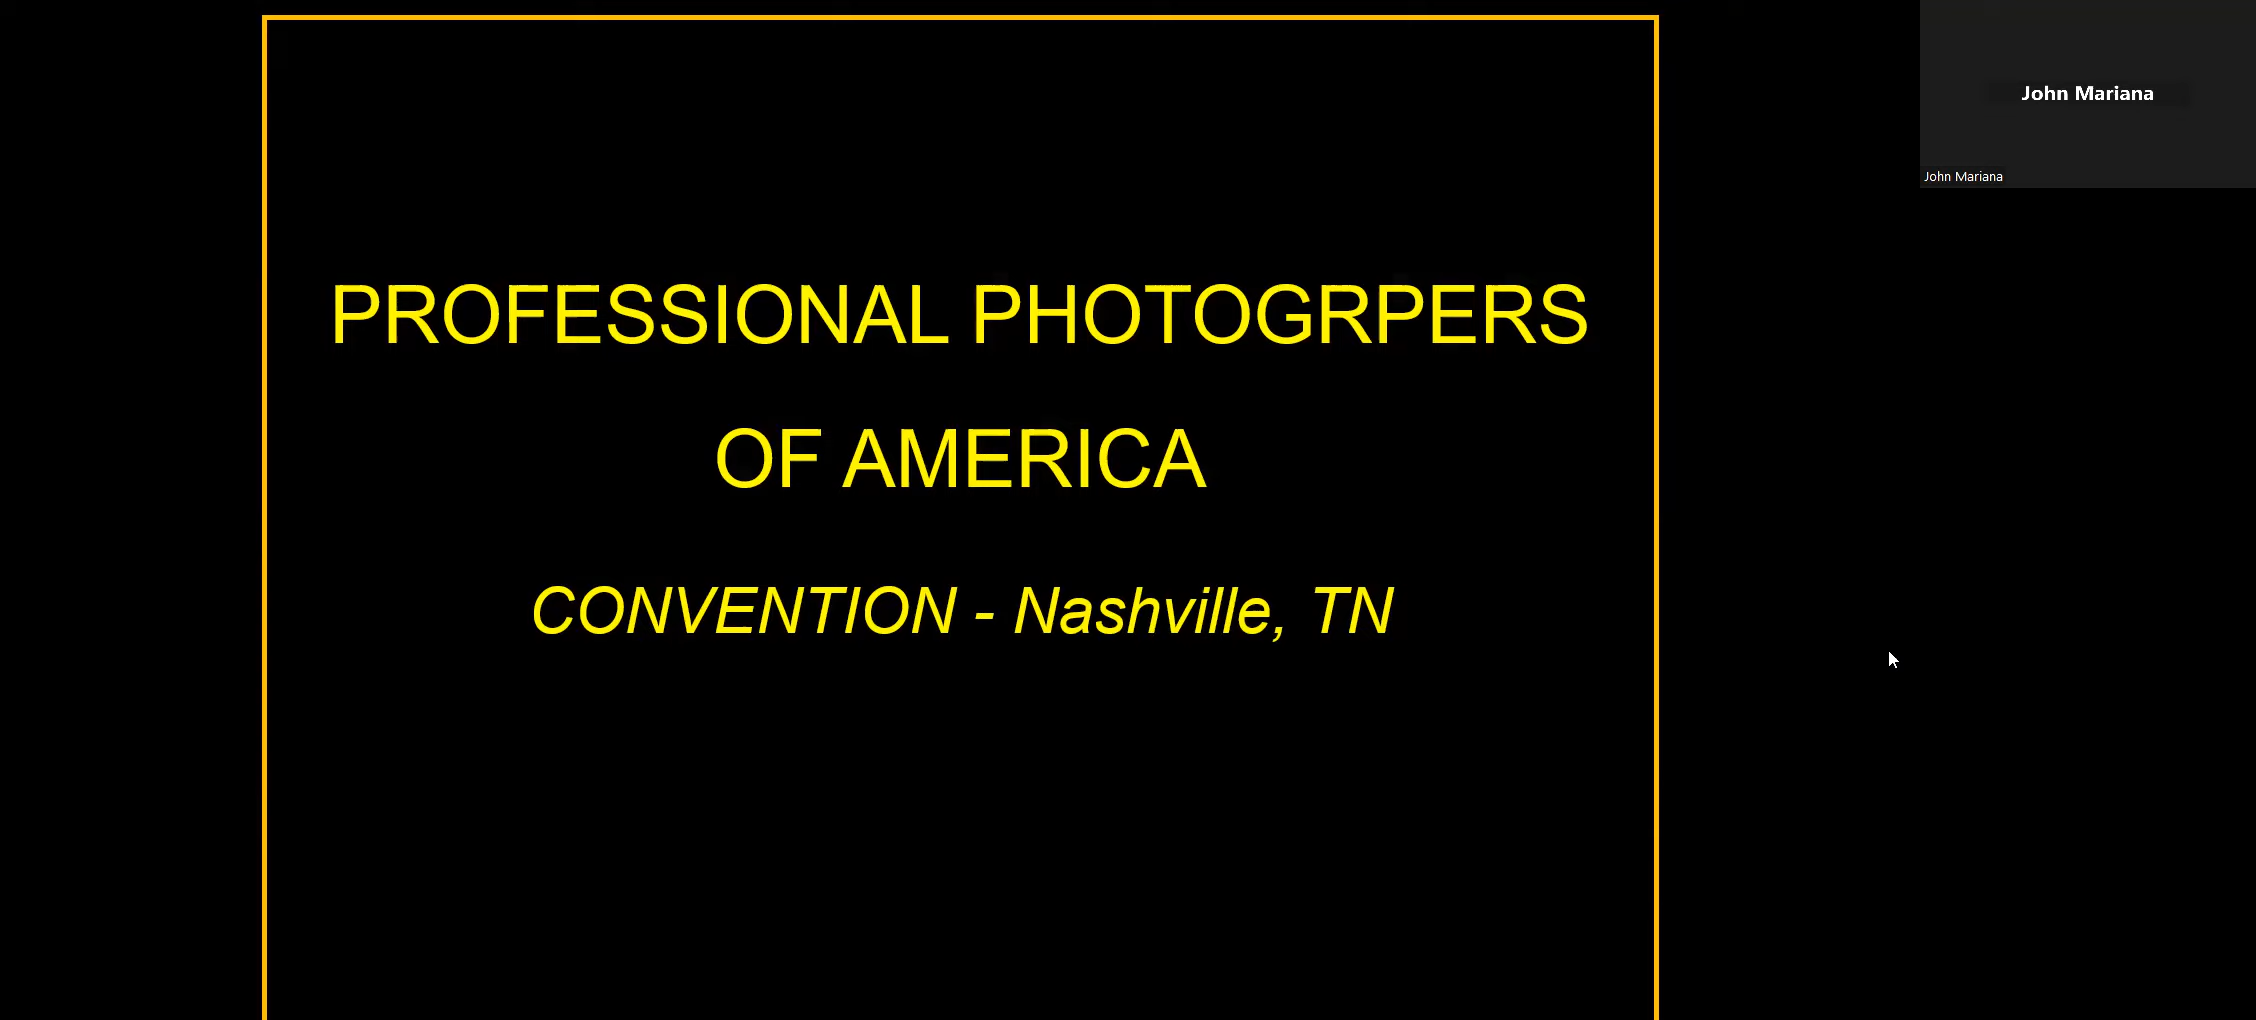 John Mariana
John Mariana
PROFESSIONAL PHOTOGRPERS
OF AMERICA
CONVENTION - Nashville, TN